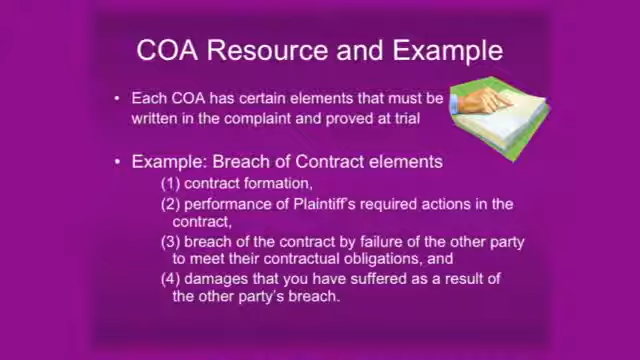 COA Resource and Example
• Each COA has certain elements that must be
written in the complaint and proved at trial
• Example: Breach of Contract elements
(1) contract formation,
(2) performance of Plaintiff's required actions in the
contract,
(3) breach of the contract by failure of the other party
to meet their contractual obligations, and
(4) damages that you have suffered as a result of
the other party's breach.